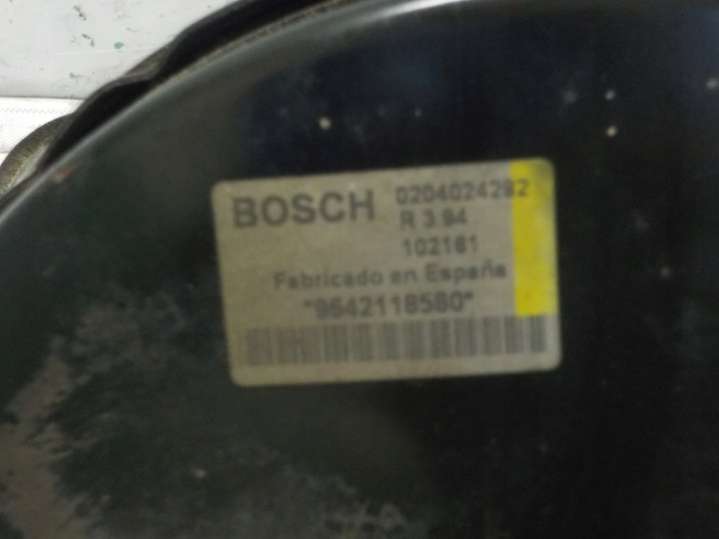 BOSCH 0204024292
R 3.94
102181
Fabricado en España
"9642118580"